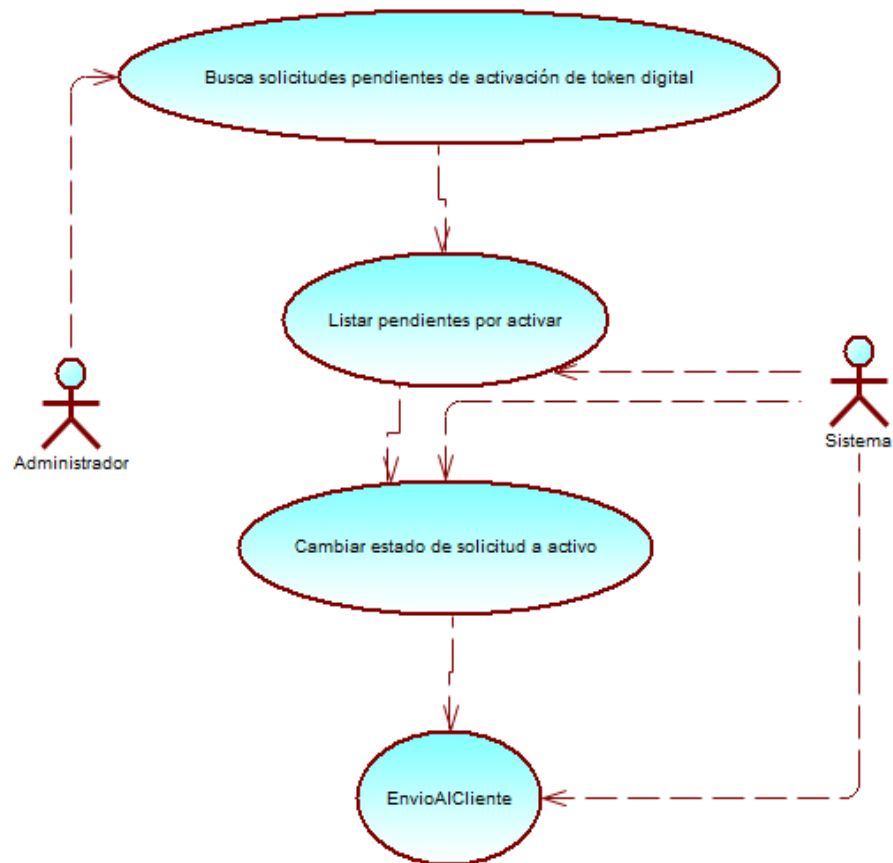 Busca solicitudes pendientes de activación de token digital
Listar pendientes por activar
Administrador
Sistema
Cambiar estado de solicitud a activo
EnvioAlCliente